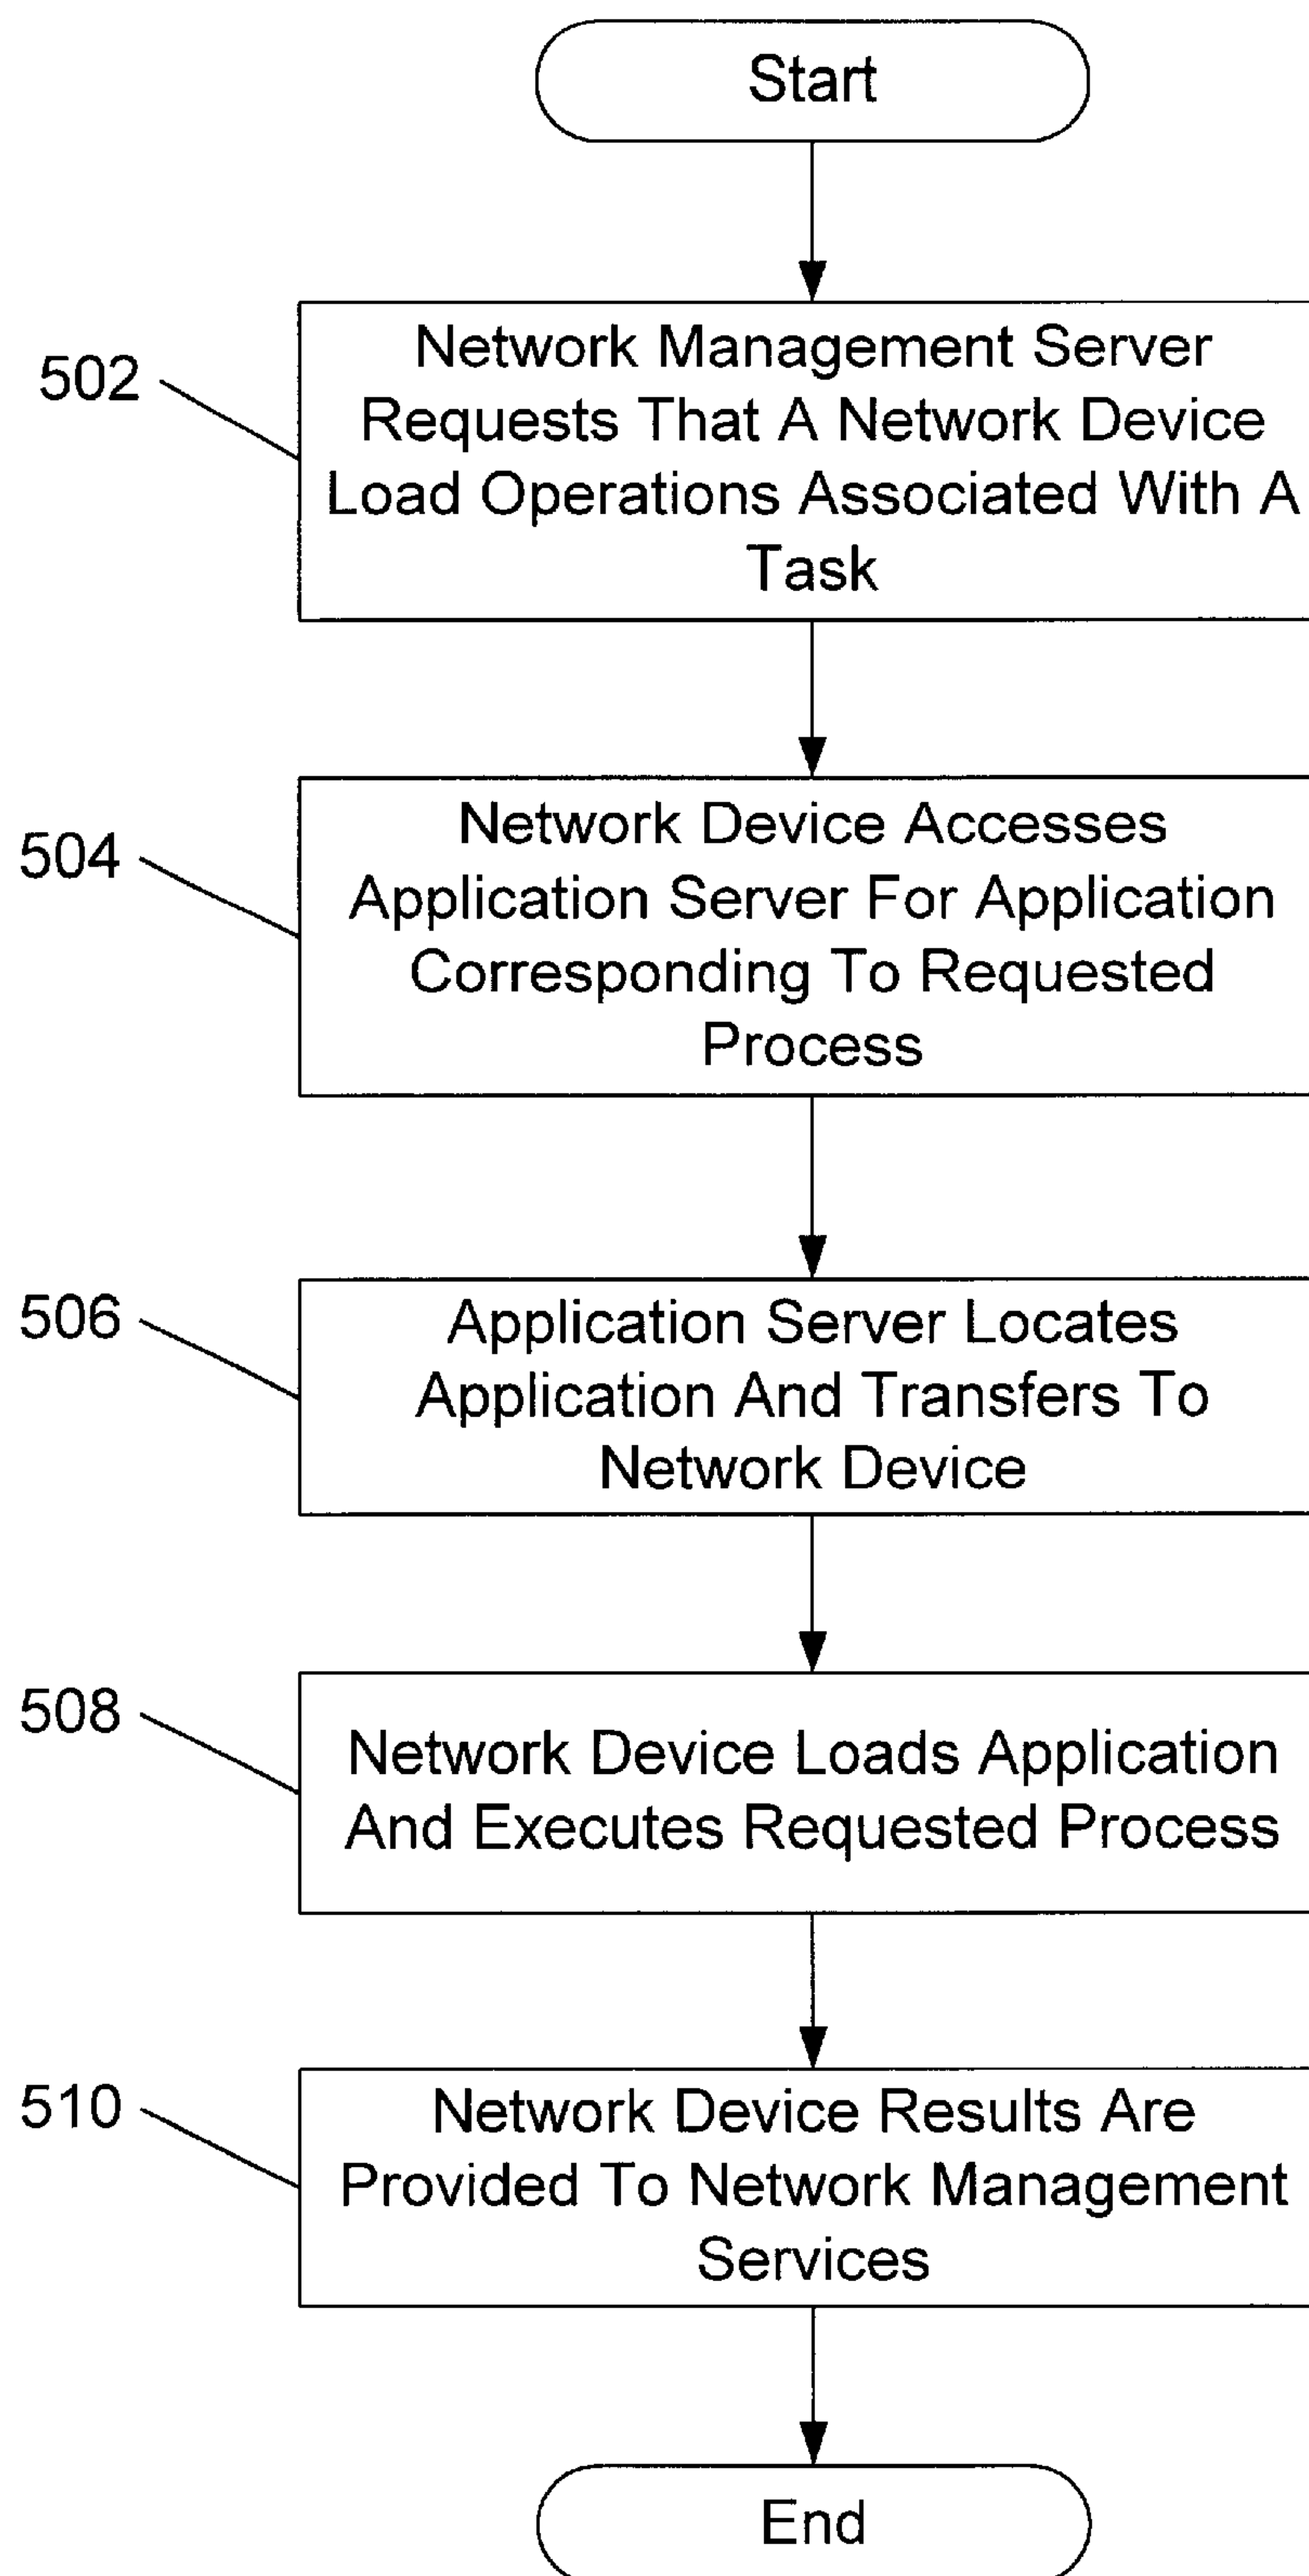 Start
502
Network Management Server
Requests That A Network Device
Load Operations Associated With A
Task
504
Network Device Accesses
Application Server For Application
Corresponding To Requested
Process
506
Application Server Locates
Application And Transfers To
Network Device
508
Network Device Loads Application
And Executes Requested Process
510
Network Device Results Are
Provided To Network Management
Services
End